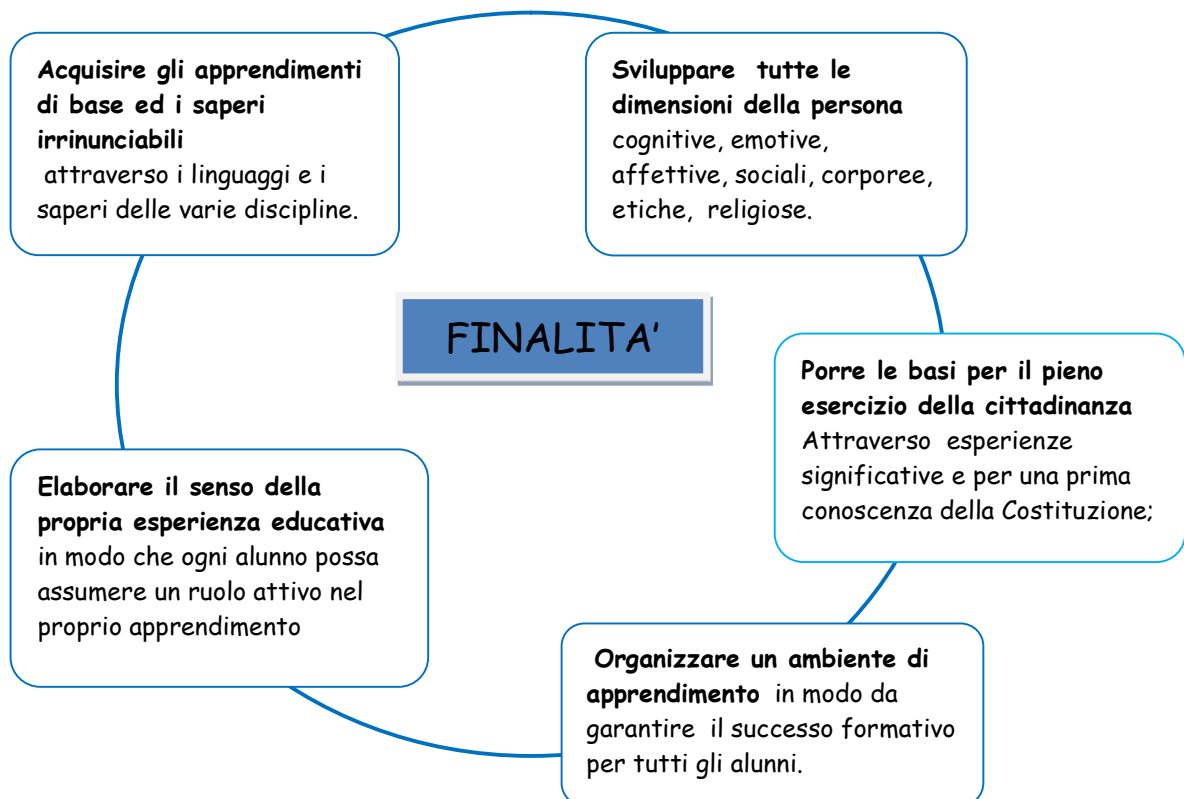 Acquisire gli apprendimenti
di base ed i saperi
irrinunciabili
attraverso i linguaggi e i
saperi delle varie discipline.
Sviluppare tutte le
dimensioni della persona
cognitive, emotive,
affettive, sociali, corporee,
etiche, religiose.
FINALITA'
Porre le basi per il pieno
esercizio della cittadinanza
Attraverso esperienze
significative e per una prima
conoscenza della Costituzione;
Elaborare il senso della
propria esperienza educativa
in modo che ogni alunno possa
assumere un ruolo attivo nel
proprio apprendimento
Organizzare un ambiente di
apprendimento in modo da
garantire il successo formativo
per tutti gli alunni.